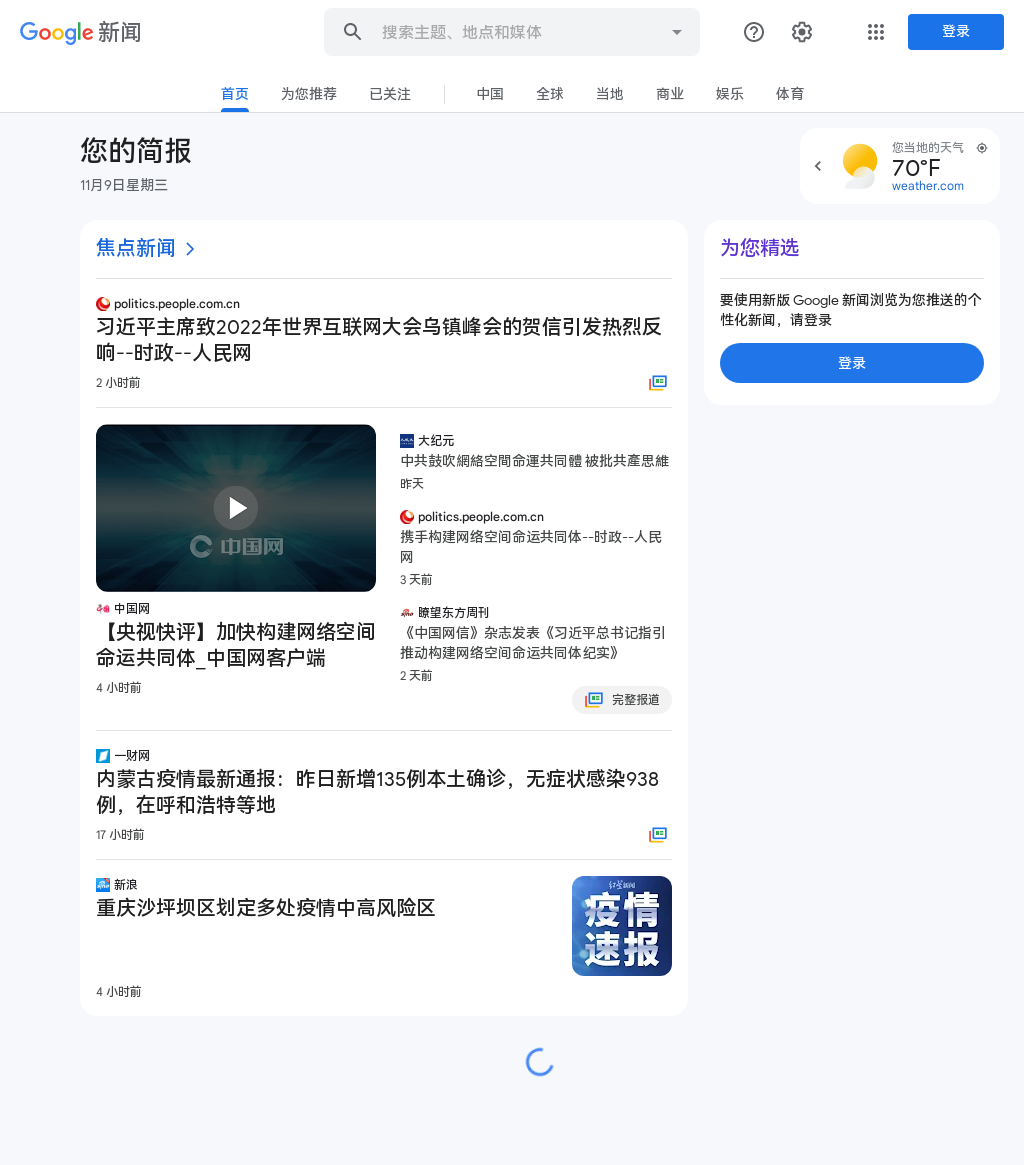 Google 新闻
搜索主题、地点和媒体
登录
首页
为您推荐
已关注
中国
全球
当地
商业
娱乐
体育
您的简报
11月9日星期三
您当地的天气
70°F
weather.com
焦点新闻
politics.people.com.cn
习近平主席致2022年世界互联网大会乌镇峰会的贺信引发热烈反
响--时政--人民网
2 小时前
中国网
中国网
【央视快评】加快构建网络空间
命运共同体_中国网客户端
4 小时前
大纪元
中共鼓吹網絡空間命運共同體 被批共產思維
昨天
politics.people.com.cn
携手构建网络空间命运共同体--时政--人民
网
3 天前
瞭望东方周刊
《中国网信》杂志发表《习近平总书记指引
推动构建网络空间命运共同体纪实》
2 天前
完整报道
一财网
内蒙古疫情最新通报：昨日新增135例本土确诊，无症状感染938
例，在呼和浩特等地
17 小时前
新浪
重庆沙坪坝区划定多处疫情中高风险区
红星新闻
疫情
速报
4 小时前
为您精选
要使用新版 Google 新闻浏览为您推送的个
性化新闻，请登录
登录